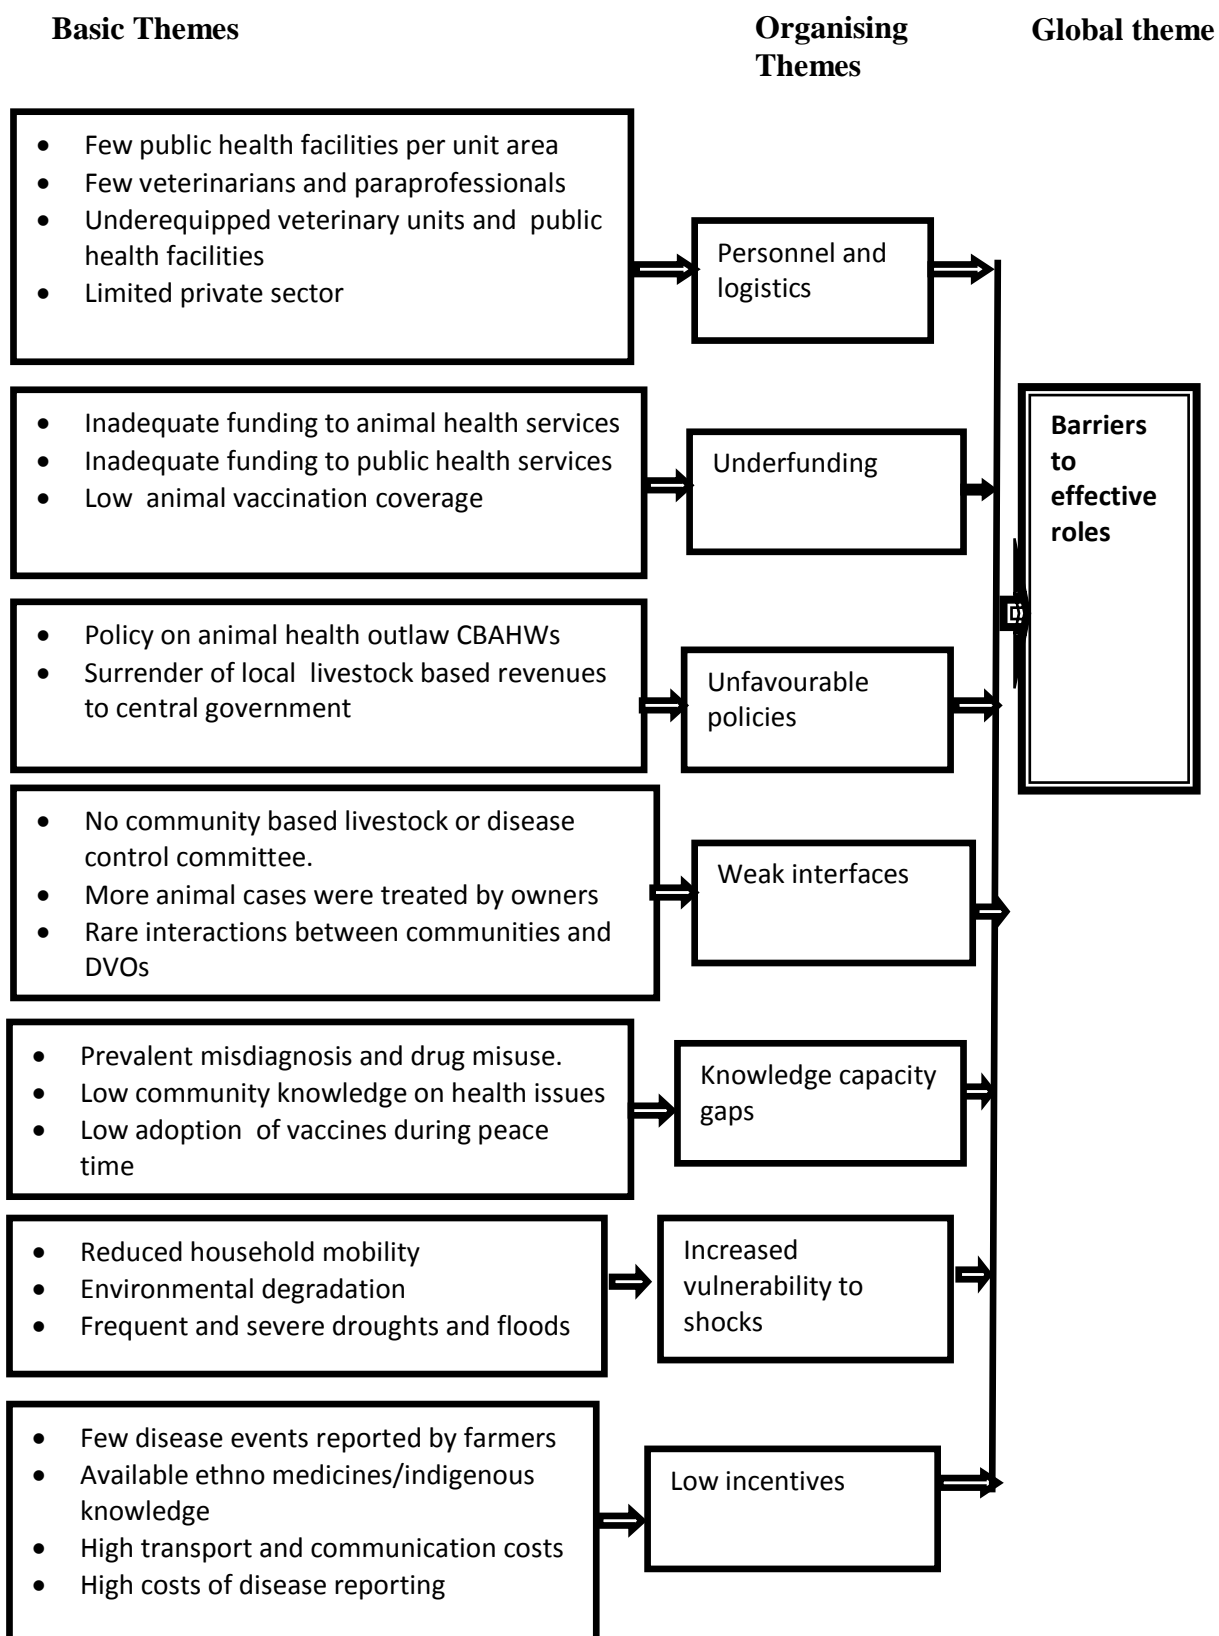 Basic Themes
Organising
Themes
Global theme
• Few public health facilities per unit area
• Few veterinarians and paraprofessionals
• Underequipped veterinary units and public
health facilities
• Limited private sector
Personnel and
logistics
• Inadequate funding to animal health services
• Inadequate funding to public health services
• Low animal vaccination coverage
Underfunding
Barriers
to
effective
roles
• Policy on animal health outlaw CBAHWs
• Surrender of local livestock based revenues
to central government
Unfavourable
policies
• No community based livestock or disease
control committee.
• More animal cases were treated by owners
• Rare interactions between communities and
DVOs
Weak interfaces
• Prevalent misdiagnosis and drug misuse.
• Low community knowledge on health issues
• Low adoption of vaccines during peace
time
Knowledge capacity
gaps
• Reduced household mobility
• Environmental degradation
• Frequent and severe droughts and floods
Increased
vulnerability to
shocks
• Few disease events reported by farmers
• Available ethno medicines/indigenous
knowledge
• High transport and communication costs
• High costs of disease reporting
Low incentives